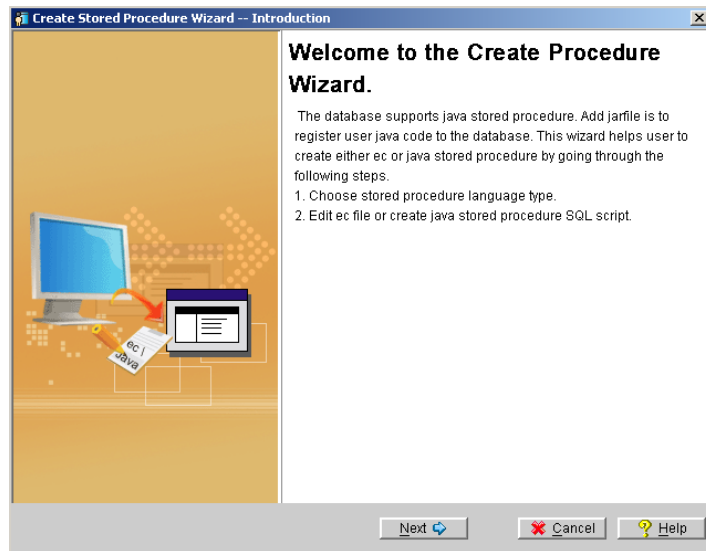 Create Stored Procedure Wizard -- Introduction
Welcome to the Create Procedure
Wizard.
The database supports java stored procedure. Add jarfile is to
register user java code to the database. This wizard helps user to
create either ec or java stored procedure by going through the
following steps.
1. Choose stored procedure language type.
2. Edit ec file or create java stored procedure SQL script.
ec \
Java
Next
Cancel
Help